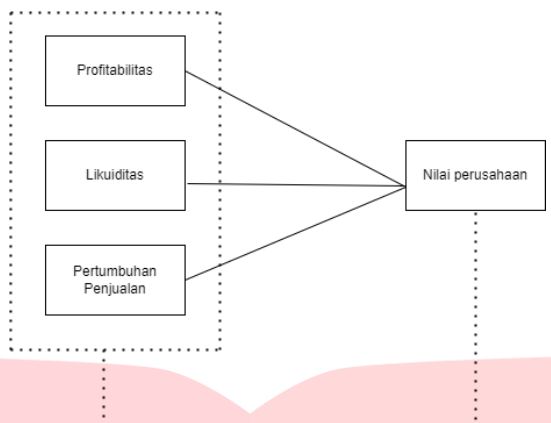 Profitabilitas
Likuiditas
Nilai perusahaan
Pertumbuhan
Penjualan